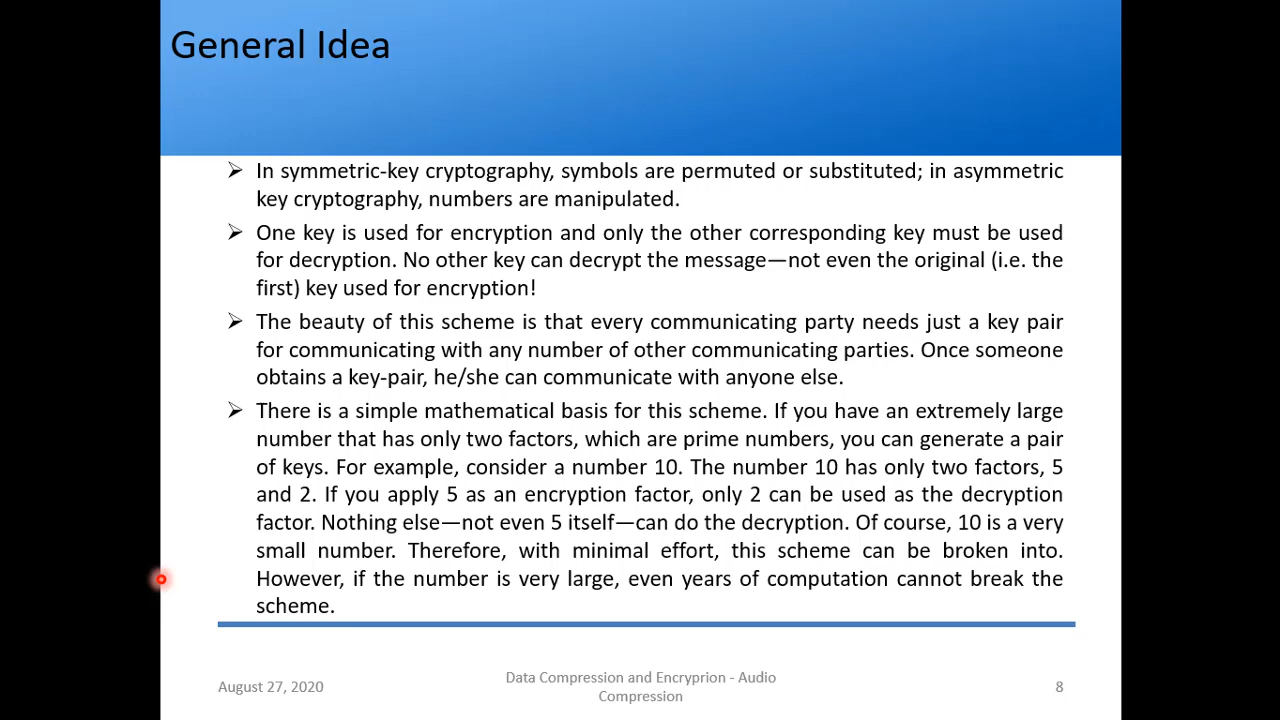 General Idea
➢ In symmetric-key cryptography, symbols are permuted or substituted; in asymmetric
key cryptography, numbers are manipulated.
➢ One key is used for encryption and only the other corresponding key must be used
for decryption. No other key can decrypt the message—not even the original (i.e. the
first) key used for encryption!
➢ The beauty of this scheme is that every communicating party needs just a key pair
for communicating with any number of other communicating parties. Once someone
obtains a key-pair, he/she can communicate with anyone else.
➢ There is a simple mathematical basis for this scheme. If you have an extremely large
number that has only two factors, which are prime numbers, you can generate a pair
of keys. For example, consider a number 10. The number 10 has only two factors, 5
and 2. If you apply 5 as an encryption factor, only 2 can be used as the decryption
factor. Nothing else—not even 5 itself—can do the decryption. Of course, 10 is a very
small number. Therefore, with minimal effort, this scheme can be broken into.
However, if the number is very large, even years of computation cannot break the
scheme.
August 27, 2020
Data Compression and Encryprion - Audio
Compression
8